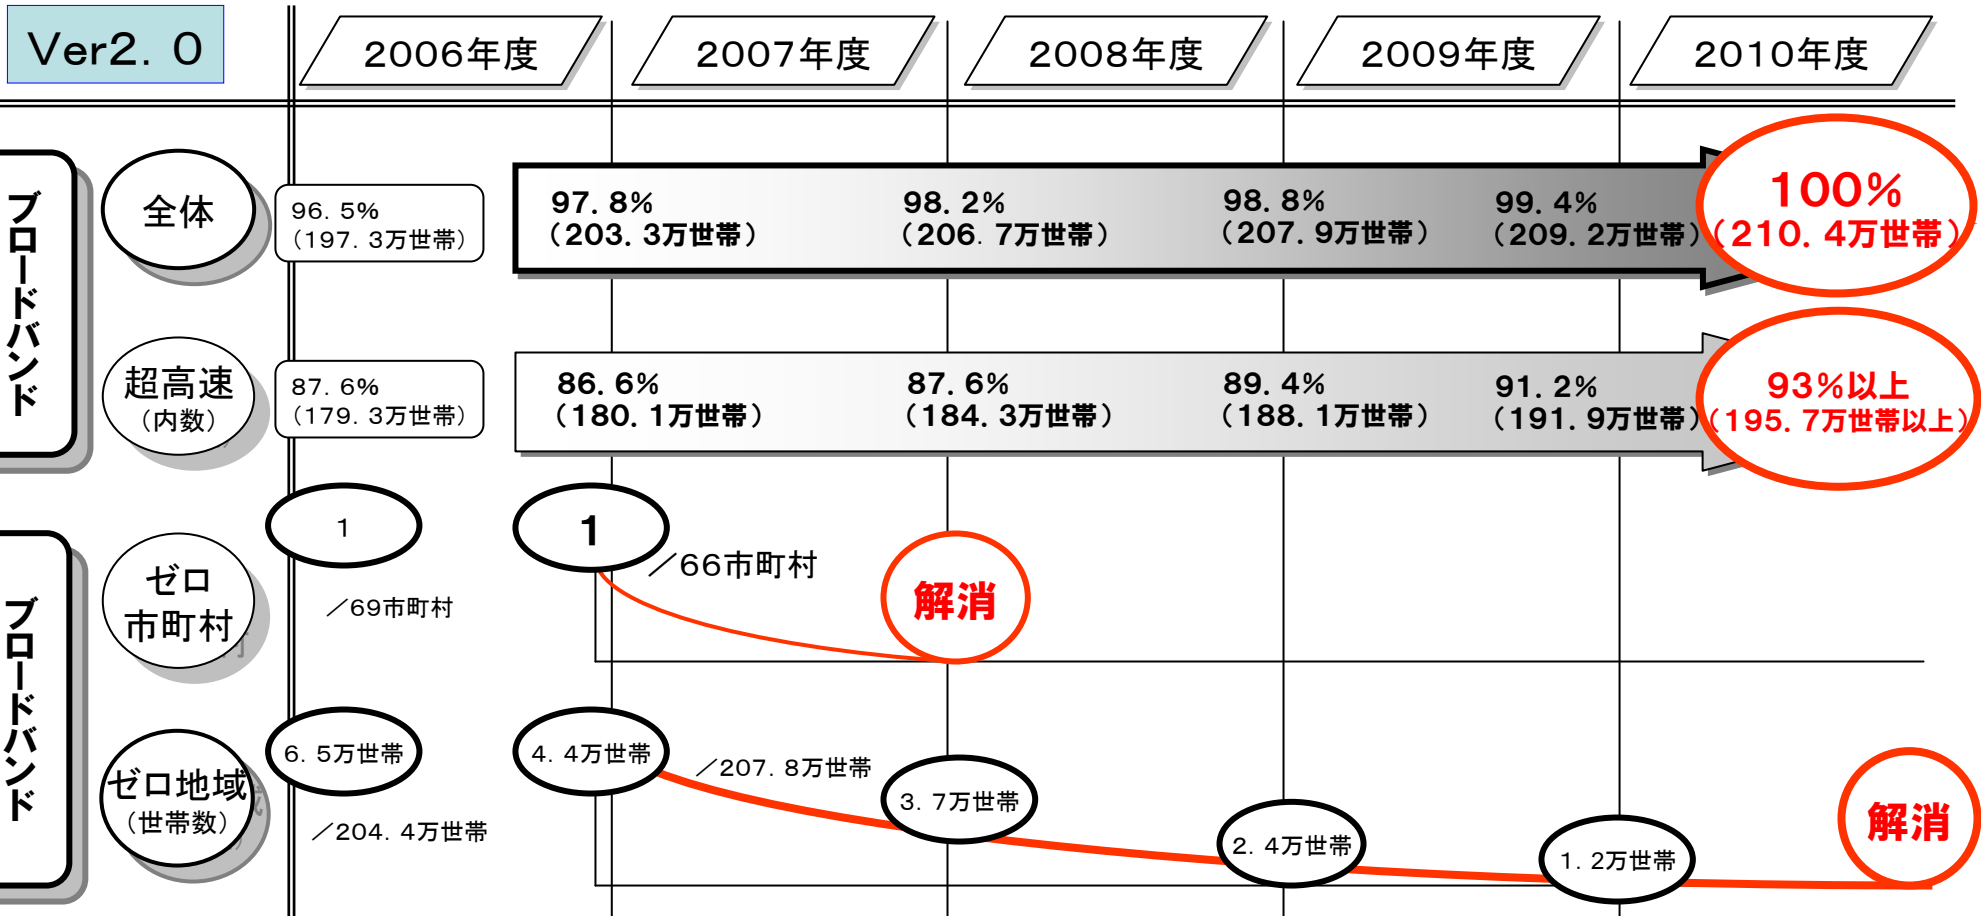 Ver2．0
2006年度
2007年度
2008年度
2009年度
2010年度
ブロードバンド
全体
96．5%
（197．3万世帯）
97．8%
（203．3万世帯）
98．2%
（206．7万世帯）
98．8%
（207．9万世帯）
99．4%
（209．2万世帯）
100%
（210．4万世帯）
超高速
（内数）
87．6%
（179．3万世帯）
86．6%
（180．1万世帯）
87．6%
（184．3万世帯）
89．4%
（188．1万世帯）
91．2%
（191．9万世帯）
93%以上
（195．7万世帯以上）
ブロードバンド
ゼロ
市町村
1
／69市町村
1
／66市町村
解消
ゼロ地域
（世帯数）
6．5万世帯
／204．4万世帯
4．4万世帯
／207．8万世帯
3．7万世帯
2．4万世帯
1．2万世帯
解消